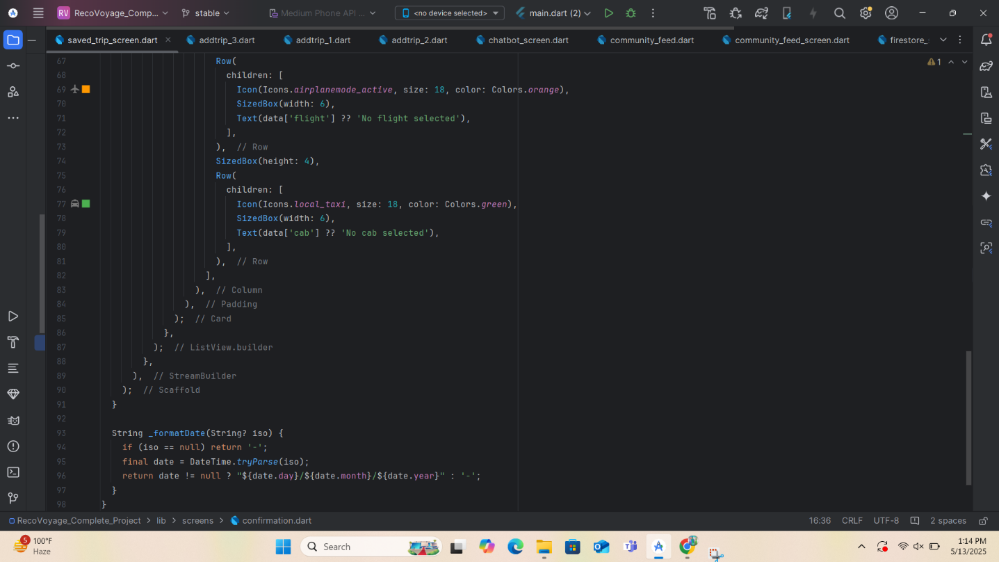 RV RecoVoyage_Comp... stable Medium Phone API ... <no device selected> main.dart (2)
saved_trip_screen.dart addtrip_3.dart addtrip_1.dart addtrip_2.dart chatbot_screen.dart community_feed.dart community_feed_screen.dart firestore_
1
67 Row(
68 children: [
69 Icon(Icons.airplanemode_active, size: 18, color: Colors.orange),
70 SizedBox(width: 6),
71 Text(data['flight'] ?? 'No flight selected'),
72 ],
73 ), // Row
74 SizedBox(height: 4),
75 Row(
76 children: [
77 Icon(Icons.local_taxi, size: 18, color: Colors.green),
78 SizedBox(width: 6),
79 Text(data['cab'] ?? 'No cab selected'),
80 ],
81 ), // Row
82 ],
83 ), // Column
84 ), // Padding
85 ); // Card
86 },
87 ); // ListView.builder
88 },
89 ), // StreamBuilder
90 ); // Scaffold
91 }
92
93 String _formatDate(String? iso) {
94 if (iso == null) return '-';
95 final date = DateTime.tryParse(iso);
96 return date != null ? "${date.day}/${date.month}/${date.year}" : '-';
97 }
98 }
RecoVoyage_Complete_Project > lib > screens > confirmation.dart 16:36 CRLF UTF-8 2 spaces
5 100°F
Haze
Search
1:14 PM
5/13/2025